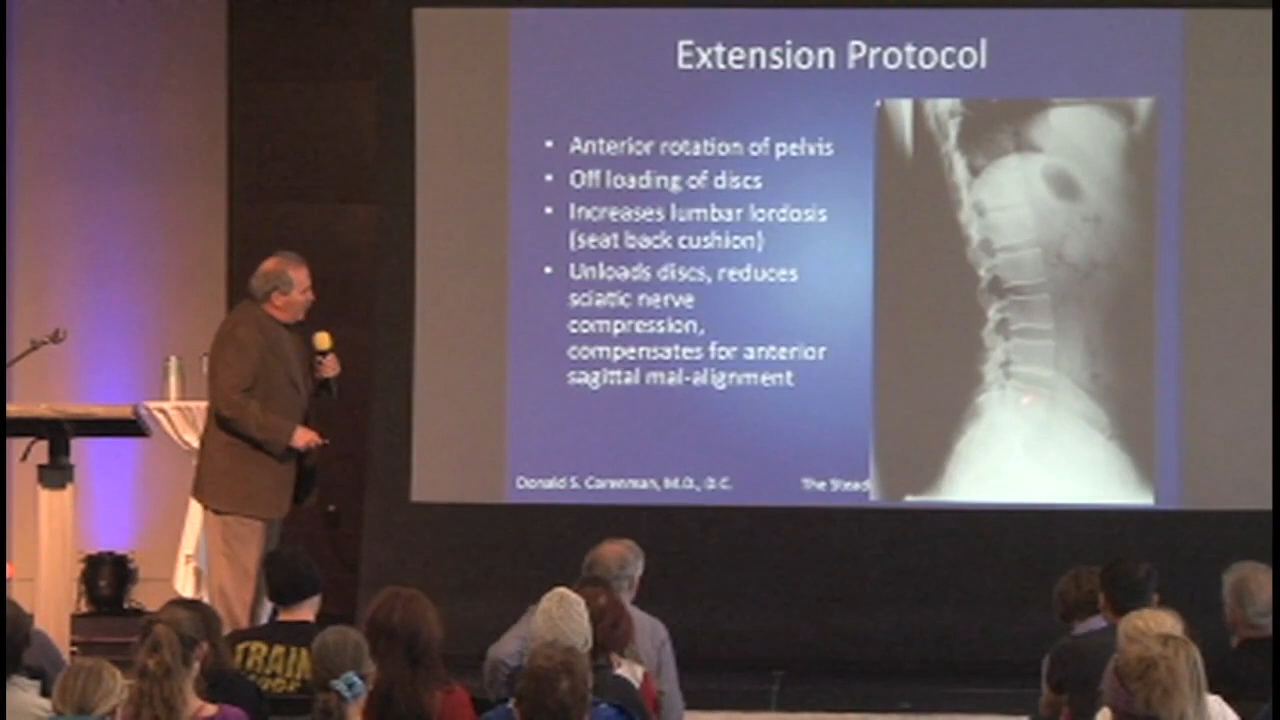 Extension Protocol
• Anterior rotation of pelvis
• Off loading of discs
• Increases lumbar lordosis
(seat back cushion)
• Unloads discs, reduces
sciatic nerve
compression,
compensates for anterior
sagittal mal-alignment
Donald S. Corenman, M.D., D.C.
The Stead
TRAIN